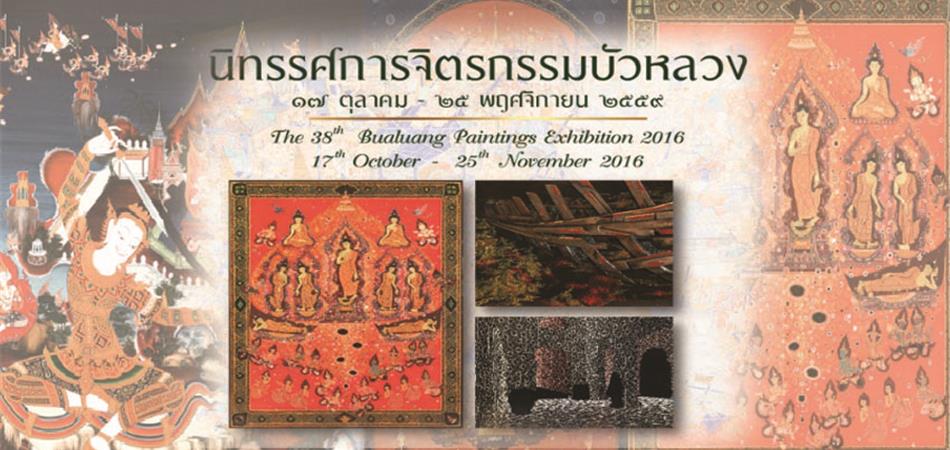 นิทรรศการจิตรกรรมบัวหลวง
๑๗ ตุลาคม - ๒๕ พฤศจิกายน ๒๕๕๙
The 38th Bualuang Paintings Exhibition 2016
17th October - 25th November 2016